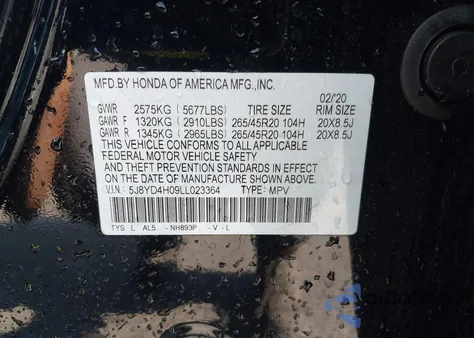 MFD.BY HONDA OF AMERICA MFG.,INC.
02/'20
GVWR 2575KG (5677LBS) TIRE SIZE RIM SIZE
GAWR F 1320KG (2910LBS) 265/45R20 104H 20X8.5J
GAWR R 1345KG (2965LBS) 265/45R20 104H 20X8.5J
THIS VEHICLE CONFORMS TO ALL APPLICABLE
FEDERAL MOTOR VEHICLE SAFETY
AND THEFT PREVENTION STANDARDS IN EFFECT
ON THE DATE OF MANUFACTURE SHOWN ABOVE.
V.I.N.: 5J8YD4H09LL023364 TYPE: MPV
TYS L AL5 - NH893P - V - L